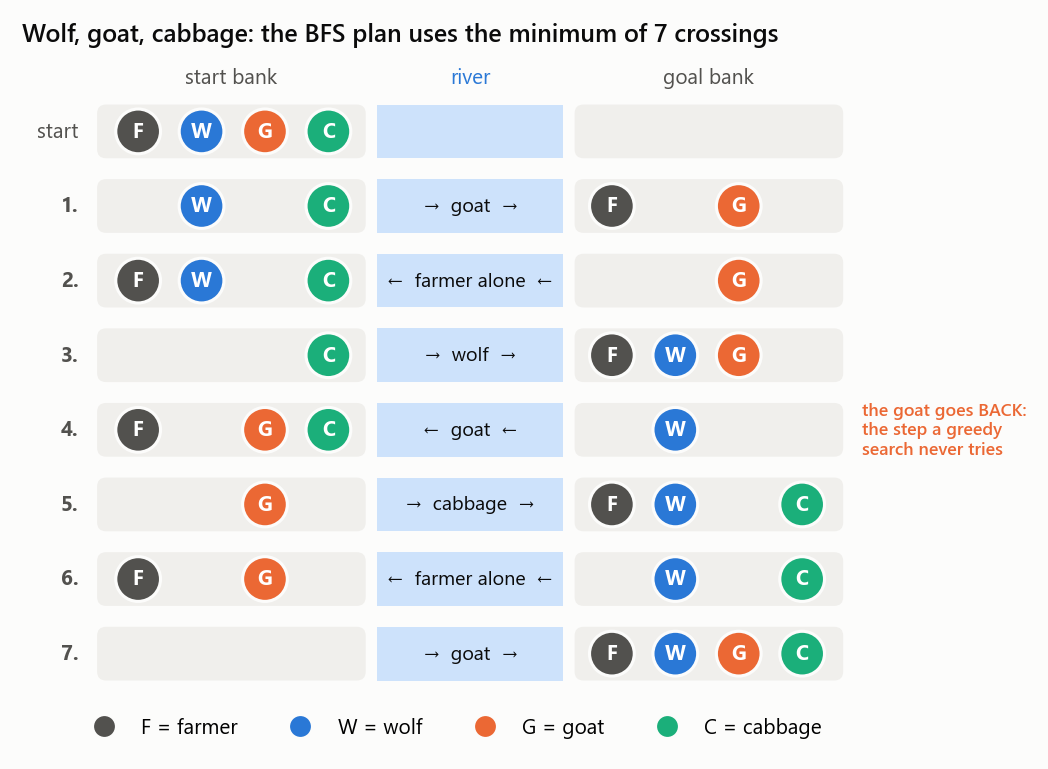 Wolf, goat, cabbage: the BFS plan uses the minimum of 7 crossings
start bank river goal bank
start F W G C
1. W C → goat → F G
2. F W C ← farmer alone ← G
3. C → wolf → F W G
4. F G C ← goat ← W
the goat goes BACK:
the step a greedy
search never tries
5. G → cabbage → F W C
6. F G ← farmer alone ← W C
7. → goat → F W G C
F = farmer W = wolf G = goat C = cabbage